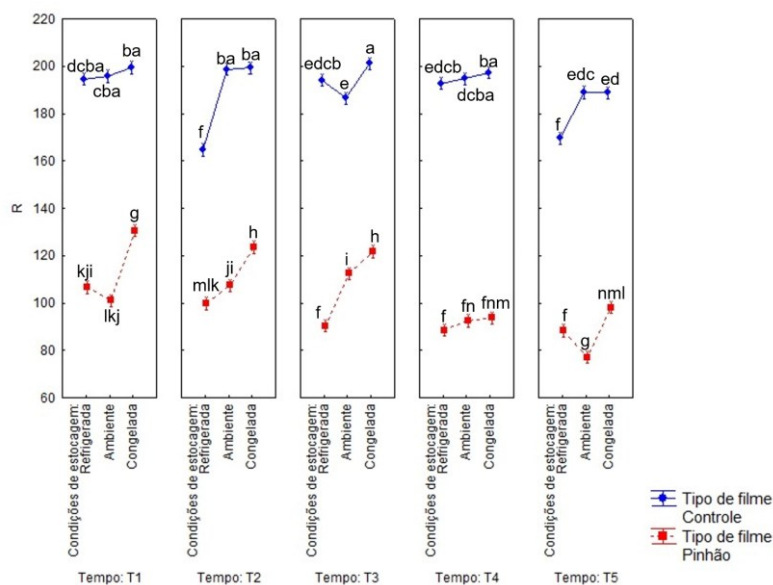 220
200
180
160
140
120
100
80
60
R
dcba
cba
ba
kji
lkj
g
f
ba
ba
mlk
ji
h
edcb
e
a
f
i
h
edcb
dcba
ba
f
fn
fnm
f
edc
ed
f
g
nml
Condições de estocagem:
Refrigerada
Ambiente
Congelada
Condições de estocagem:
Refrigerada
Ambiente
Congelada
Condições de estocagem:
Refrigerada
Ambiente
Congelada
Condições de estocagem:
Refrigerada
Ambiente
Congelada
Condições de estocagem:
Refrigerada
Ambiente
Congelada
Tempo: T1
Tempo: T2
Tempo: T3
Tempo: T4
Tempo: T5
Tipo de filme
Controle
Tipo de filme
Pinhão